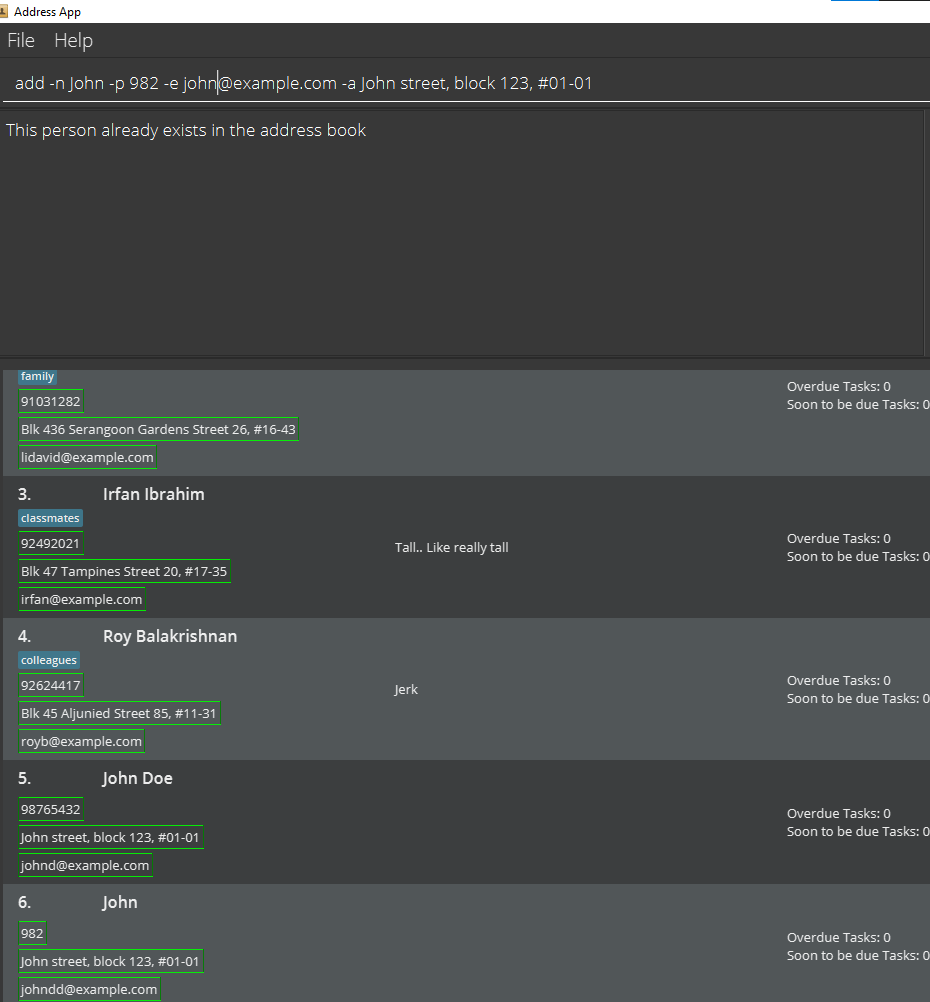 Address App
File Help
add -n John -p 982 -e john@example.com -a John street, block 123, #01-01
This person already exists in the address book
family
91031282
Blk 436 Serangoon Gardens Street 26, #16-43
lidavid@example.com
Overdue Tasks: 0
Soon to be due Tasks: 0
3. Irfan Ibrahim
classmates
92492021
Blk 47 Tampines Street 20, #17-35
irfan@example.com
Tall.. Like really tall
Overdue Tasks: 0
Soon to be due Tasks: 0
4. Roy Balakrishnan
colleagues
92624417
Blk 45 Aljunied Street 85, #11-31
royb@example.com
Jerk
Overdue Tasks: 0
Soon to be due Tasks: 0
5. John Doe
98765432
John street, block 123, #01-01
johnd@example.com
Overdue Tasks: 0
Soon to be due Tasks: 0
6. John
982
John street, block 123, #01-01
johndd@example.com
Overdue Tasks: 0
Soon to be due Tasks: 0